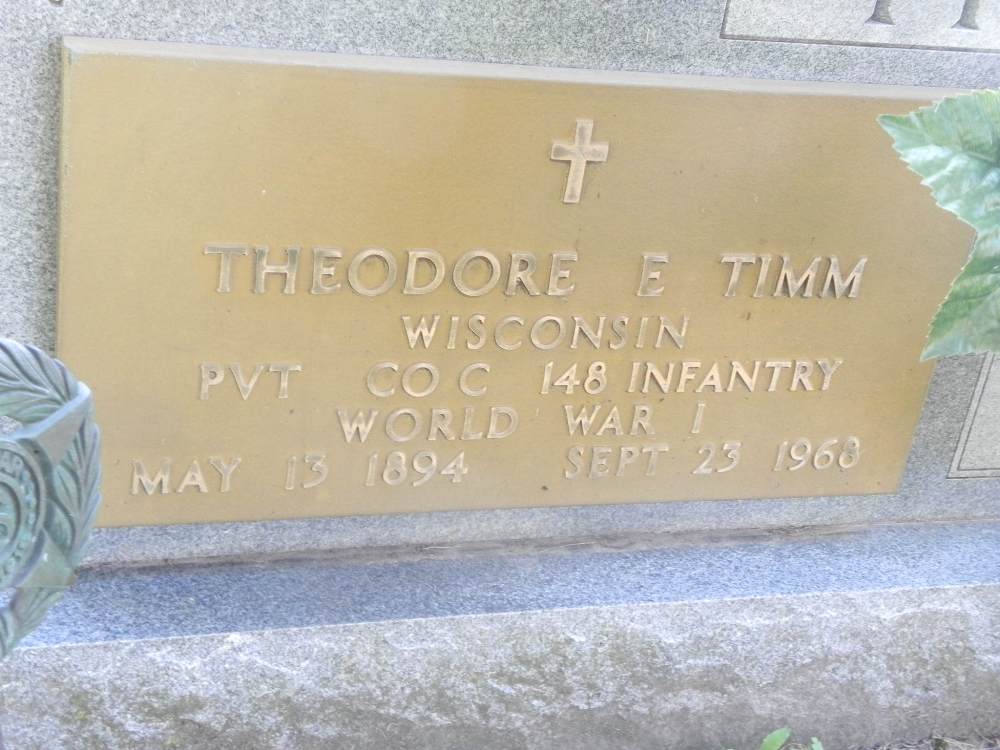 THEODORE E TIMM
WISCONSIN
PVT CO C 148 INFANTRY
WORLD WAR I
MAY 13 1894 SEPT 23 1968